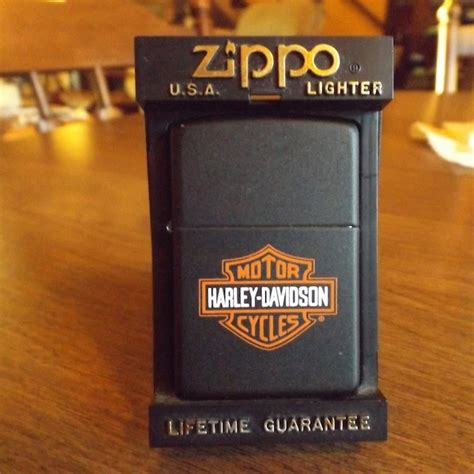 Zippo ®
U.S.A. LIGHTER
MOTOR
HARLEY-DAVIDSON
CYCLES ®
LIFETIME GUARANTEE